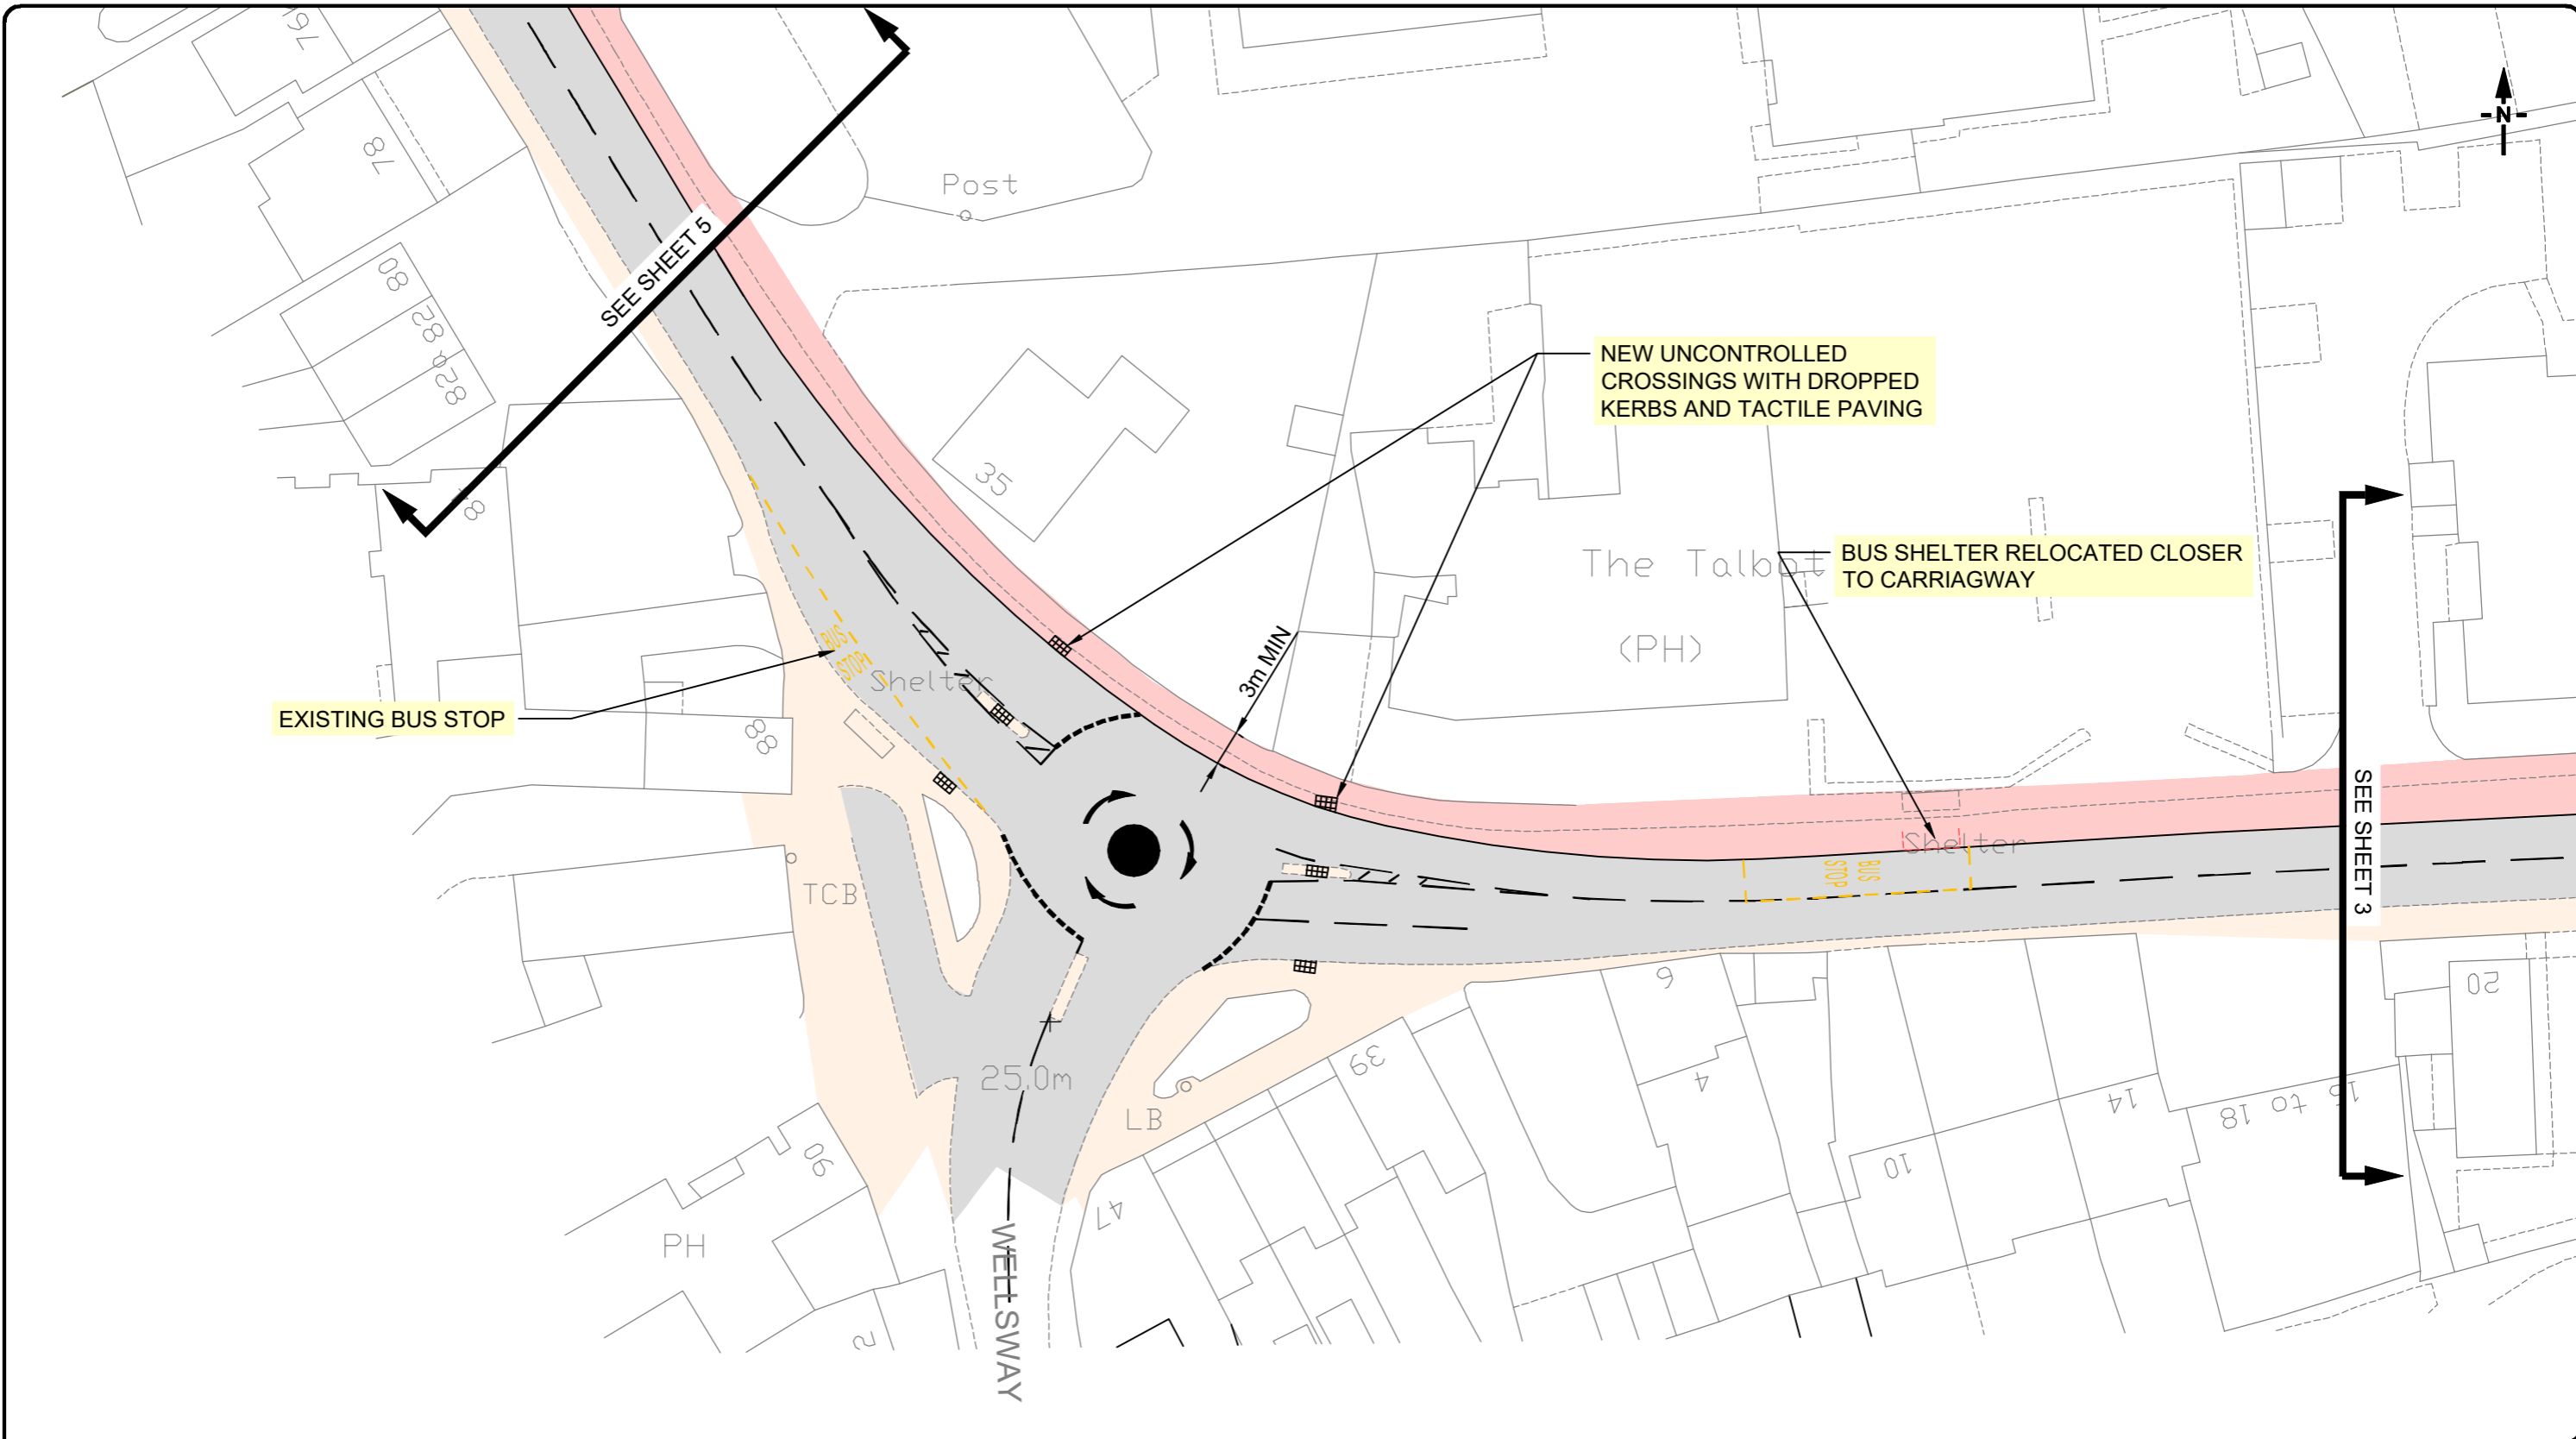 76
78
N
Post
SEE SHEET 5
80
82
82a
84
35
NEW UNCONTROLLED
CROSSINGS WITH DROPPED
KERBS AND TACTILE PAVING
The Talbot
(PH)
BUS SHELTER RELOCATED CLOSER
TO CARRIAGWAY
3m MIN
BUS
STOP
Shelter
EXISTING BUS STOP
88
SEE SHEET 3
Shelter
BUS
STOP
TCB
6
20
25.0m
39
4
14
15 to 18
LB
10
90
47
PH
WELLSWAY
2